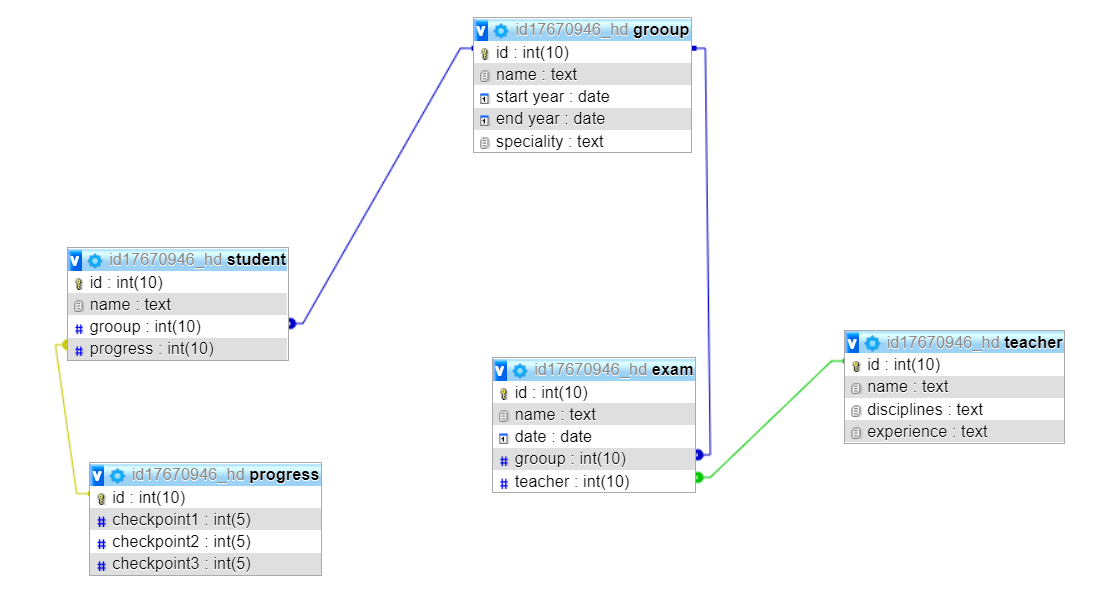 id17670946_hd grooup
id : int(10)
name : text
start year : date
end year : date
speciality : text
id17670946_hd student
id : int(10)
name : text
grooup : int(10)
progress : int(10)
id17670946_hd teacher
id : int(10)
name : text
disciplines : text
experience : text
id17670946_hd exam
id : int(10)
name : text
date : date
grooup : int(10)
teacher : int(10)
id17670946_hd progress
id : int(10)
checkpoint1 : int(5)
checkpoint2 : int(5)
checkpoint3 : int(5)